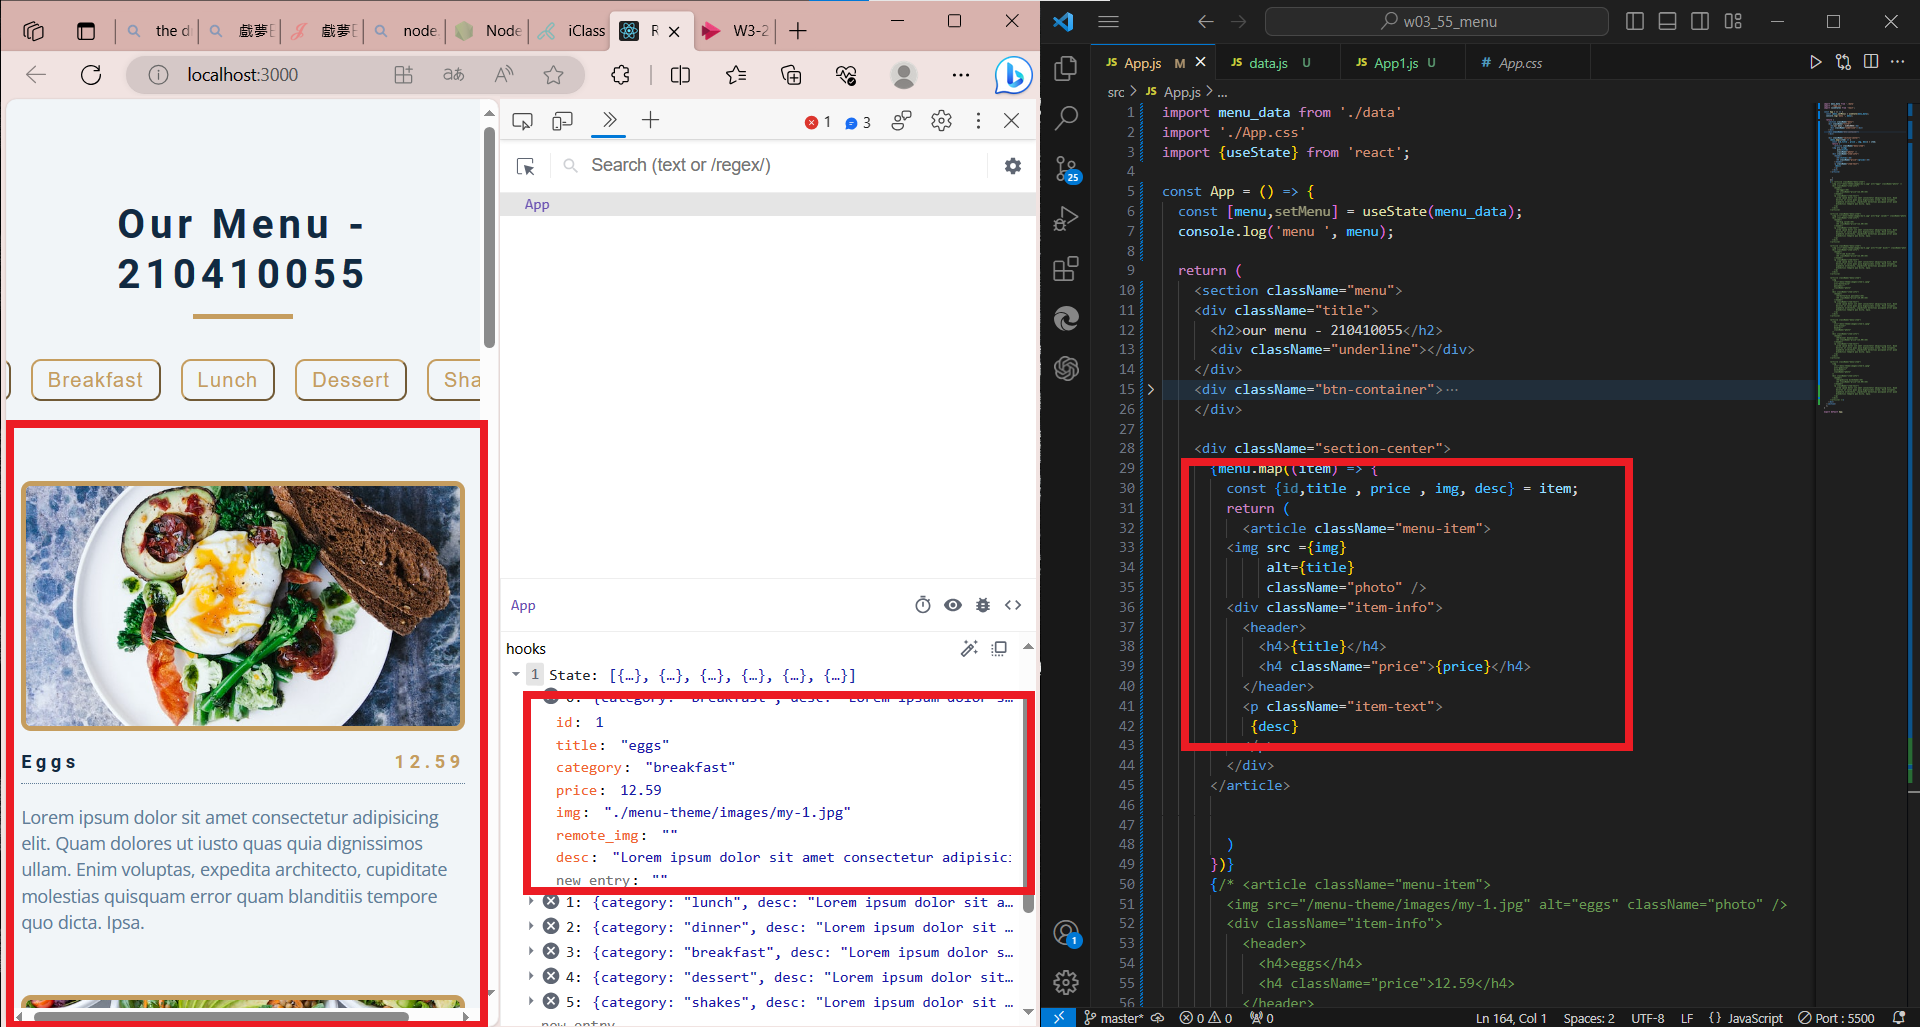 the di
戲夢E
戲夢E
node.
Node
iClass
R
W3-2
localhost:3000
Our Menu -
210410055
Breakfast
Lunch
Dessert
Sha
Eggs
12.59
Lorem ipsum dolor sit amet consectetur adipisicing
elit. Quam dolores ut iusto quas quia dignissimos
ullam. Enim voluptas, expedita architecto, cupiditate
molestias quisquam error quam blanditiis tempore
quo dicta. Ipsa.
1
3
Search (text or /regex/)
App
App
hooks
1 State: [{…}, {…}, {…}, {…}, {…}, {…}]
0: {category: "breakfast", desc: "Lorem ipsum dolor s…
id: 1
title: "eggs"
category: "breakfast"
price: 12.59
img: "./menu-theme/images/my-1.jpg"
remote_img: ""
desc: "Lorem ipsum dolor sit amet consectetur adipisici
new entry: ""
1: {category: "lunch", desc: "Lorem ipsum dolor sit a…
2: {category: "dinner", desc: "Lorem ipsum dolor sit …
3: {category: "breakfast", desc: "Lorem ipsum dolor s…
4: {category: "dessert", desc: "Lorem ipsum dolor sit…
5: {category: "shakes", desc: "Lorem ipsum dolor sit …
new entry
w03_55_menu
JS App.js M
JS data.js U
JS App1.js U
# App.css
src > JS App.js > ...
1 import menu_data from './data'
2 import './App.css'
3 import {useState} from 'react';
4
5 const App = () => {
6 const [menu,setMenu] = useState(menu_data);
7 console.log('menu ', menu);
8
9 return (
10 <section className="menu">
11 <div className="title">
12 <h2>our menu - 210410055</h2>
13 <div className="underline"></div>
14 </div>
15 <div className="btn-container">…
26 </div>
27
28 <div className="section-center">
29 {menu.map((item) => {
30 const {id,title , price , img, desc} = item;
31 return (
32 <article className="menu-item">
33 <img src ={img}
34 alt={title}
35 className="photo" />
36 <div className="item-info">
37 <header>
38 <h4>{title}</h4>
39 <h4 className="price">{price}</h4>
40 </header>
41 <p className="item-text">
42 {desc}
43 </p>
44 </div>
45 </article>
46
47
48 )
49 })}
50 {/* <article className="menu-item">
51 <img src="/menu-theme/images/my-1.jpg" alt="eggs" className="photo" />
52 <div className="item-info">
53 <header>
54 <h4>eggs</h4>
55 <h4 className="price">12.59</h4>
56 </header>
25
1
master*
0 0
0
Ln 164, Col 1
Spaces: 2
UTF-8
LF
{} JavaScript
Port : 5500